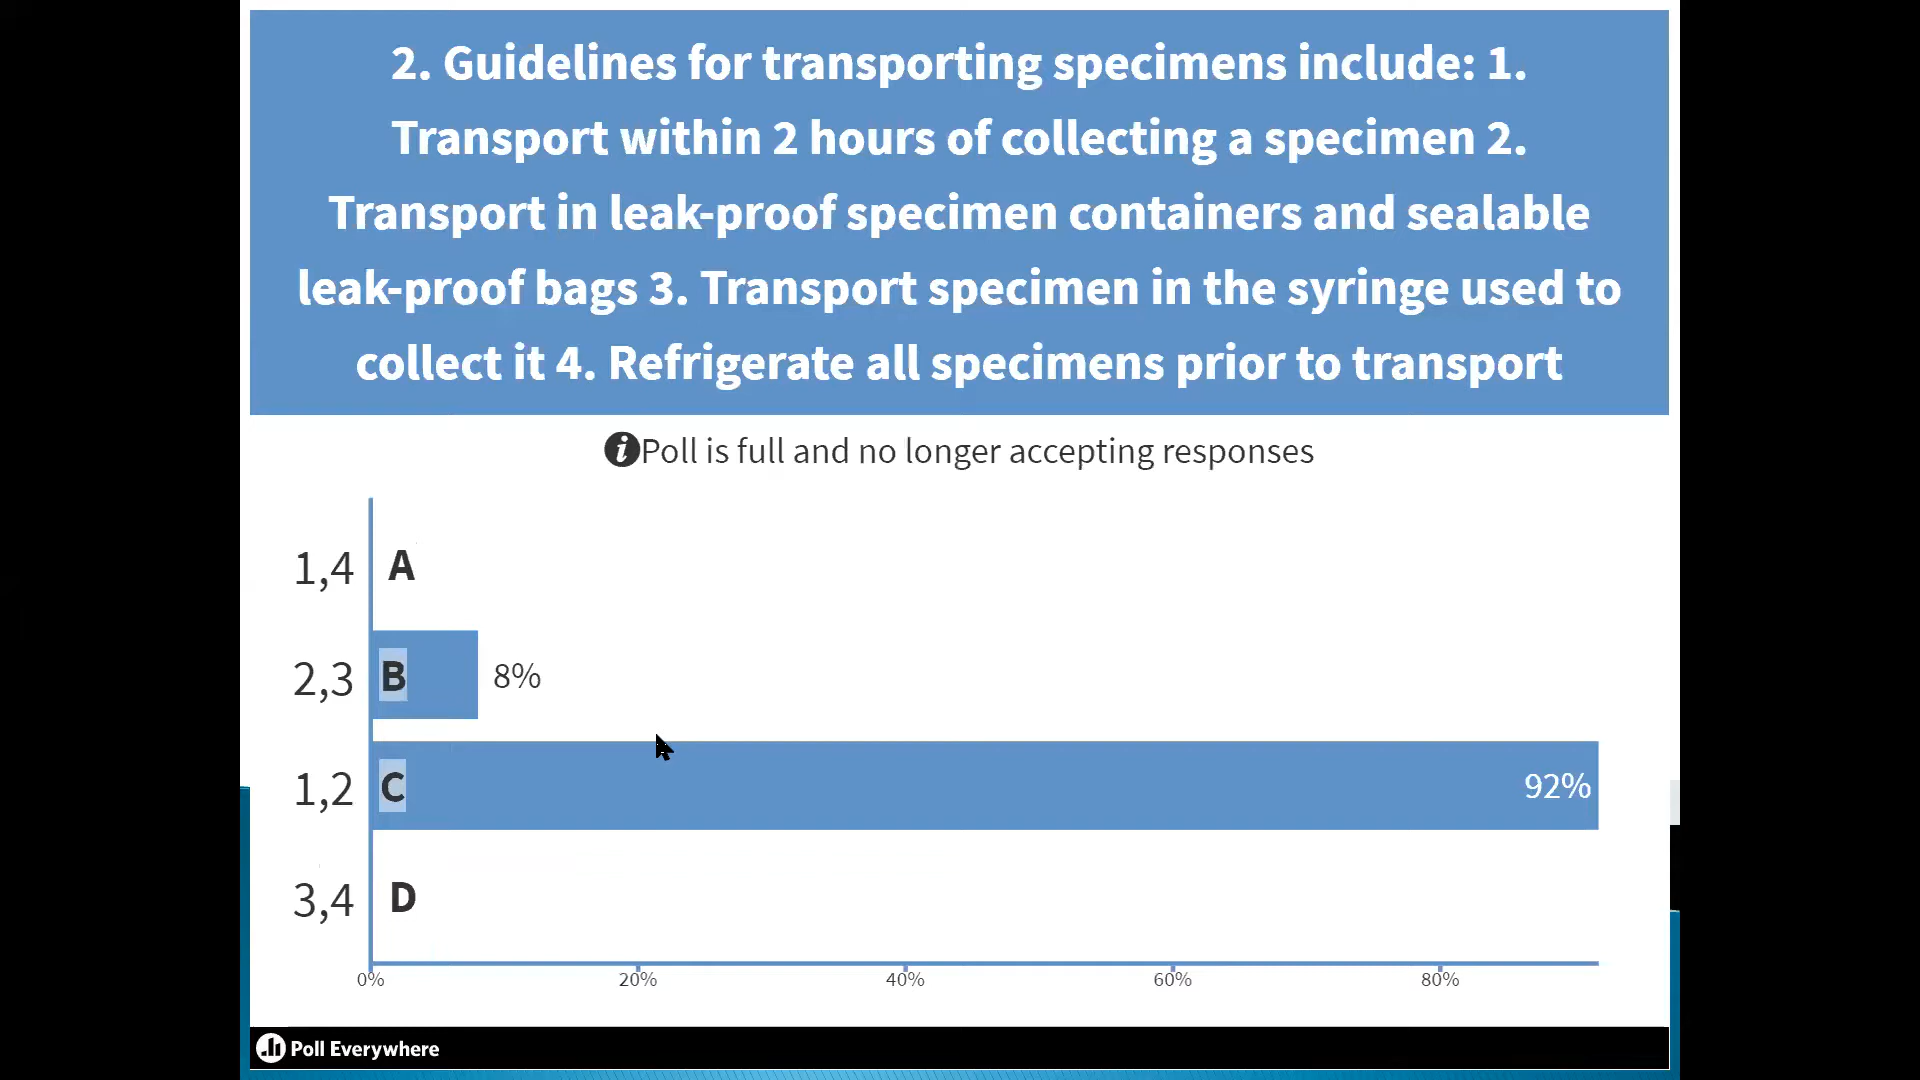 2. Guidelines for transporting specimens include: 1.
Transport within 2 hours of collecting a specimen 2.
Transport in leak-proof specimen containers and sealable
leak-proof bags 3. Transport specimen in the syringe used to
collect it 4. Refrigerate all specimens prior to transport
Poll is full and no longer accepting responses
1,4 A
2,3 B 8%
1,2 C 92%
3,4 D
0% 20% 40% 60% 80%
Poll Everywhere